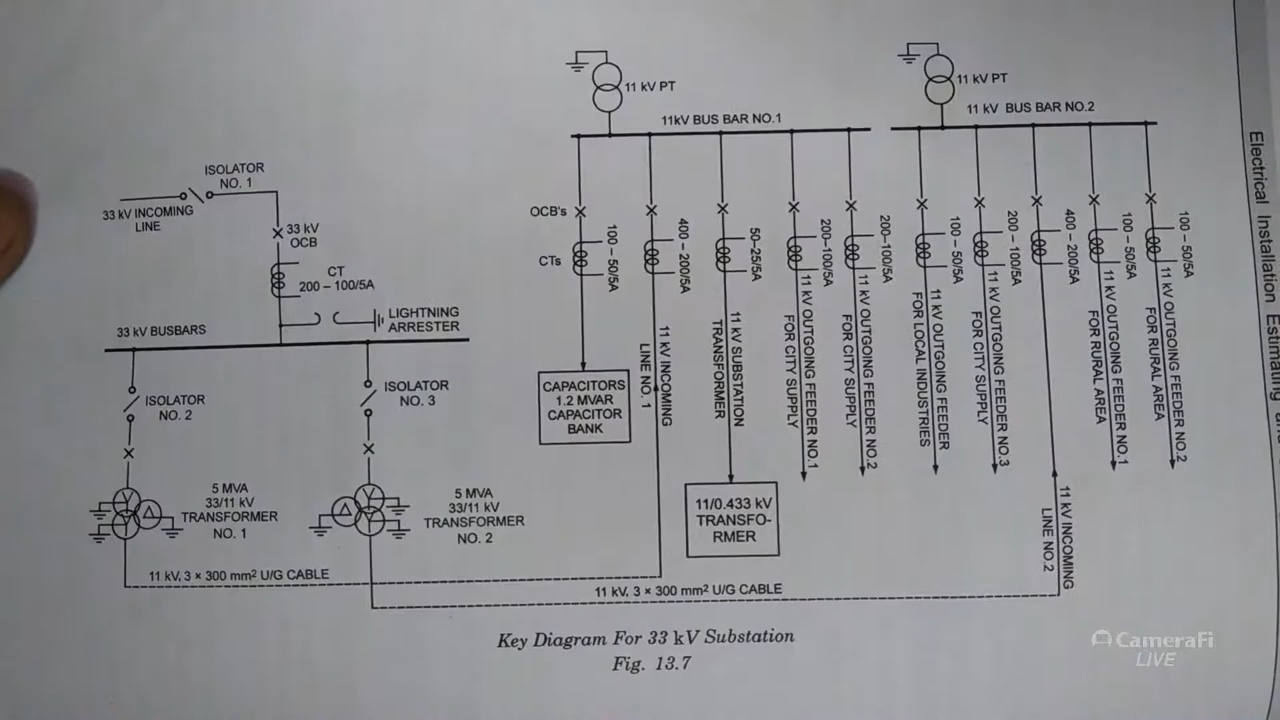 11 kV PT
11 kV PT
11kV BUS BAR NO.1
11 kV BUS BAR NO.2
ISOLATOR
NO. 1
33 kV INCOMING
LINE
33 kV
OCB
CT
200 – 100/5A
LIGHTNING
ARRESTER
33 kV BUSBARS
ISOLATOR
NO. 2
ISOLATOR
NO. 3
5 MVA
33/11 kV
TRANSFORMER
NO. 1
5 MVA
33/11 kV
TRANSFORMER
NO. 2
11 kV, 3 × 300 mm² U/G CABLE
11 kV, 3 × 300 mm² U/G CABLE
OCB's
CTs
100 – 50/5A
CAPACITORS
1.2 MVAR
CAPACITOR
BANK
400 – 200/5A
11 kV INCOMING
LINE NO. 1
50–25/5A
11 kV SUBSTATION
TRANSFORMER
11/0.433 kV
TRANSFO-
RMER
200–100/5A
11 kV OUTGOING FEEDER NO.1
FOR CITY SUPPLY
200–100/5A
11 kV OUTGOING FEEDER NO.2
FOR CITY SUPPLY
100 – 50/5A
11 kV OUTGOING FEEDER
FOR LOCAL INDUSTRIES
200 – 100/5A
11 kV OUTGOING FEEDER NO.3
FOR CITY SUPPLY
400 – 200/5A
11 kV INCOMING
LINE NO.2
100 – 50/5A
11 kV OUTGOING FEEDER NO.1
FOR RURAL AREA
100 – 50/5A
11 kV OUTGOING FEEDER NO.2
FOR RURAL AREA
Key Diagram For 33 kV Substation
Fig. 13.7
Electrical Installation Estimating
CameraFi
LIVE